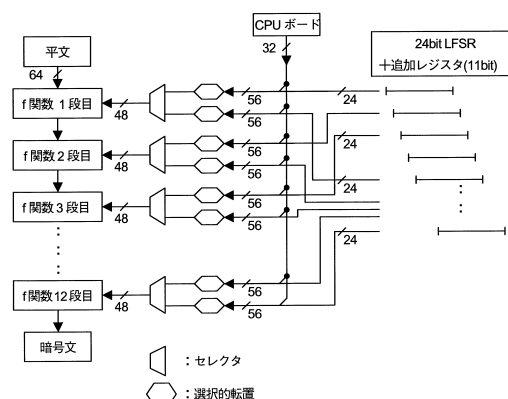 CPU ボード
24bit LFSR
＋追加レジスタ(11bit)
平文
32
64
f 関数 1 段目
48
56
56
24
f 関数 2 段目
48
56
56
24
f 関数 3 段目
48
56
56
24
f 関数 12 段目
48
56
56
暗号文
：セレクタ
：選択的転置